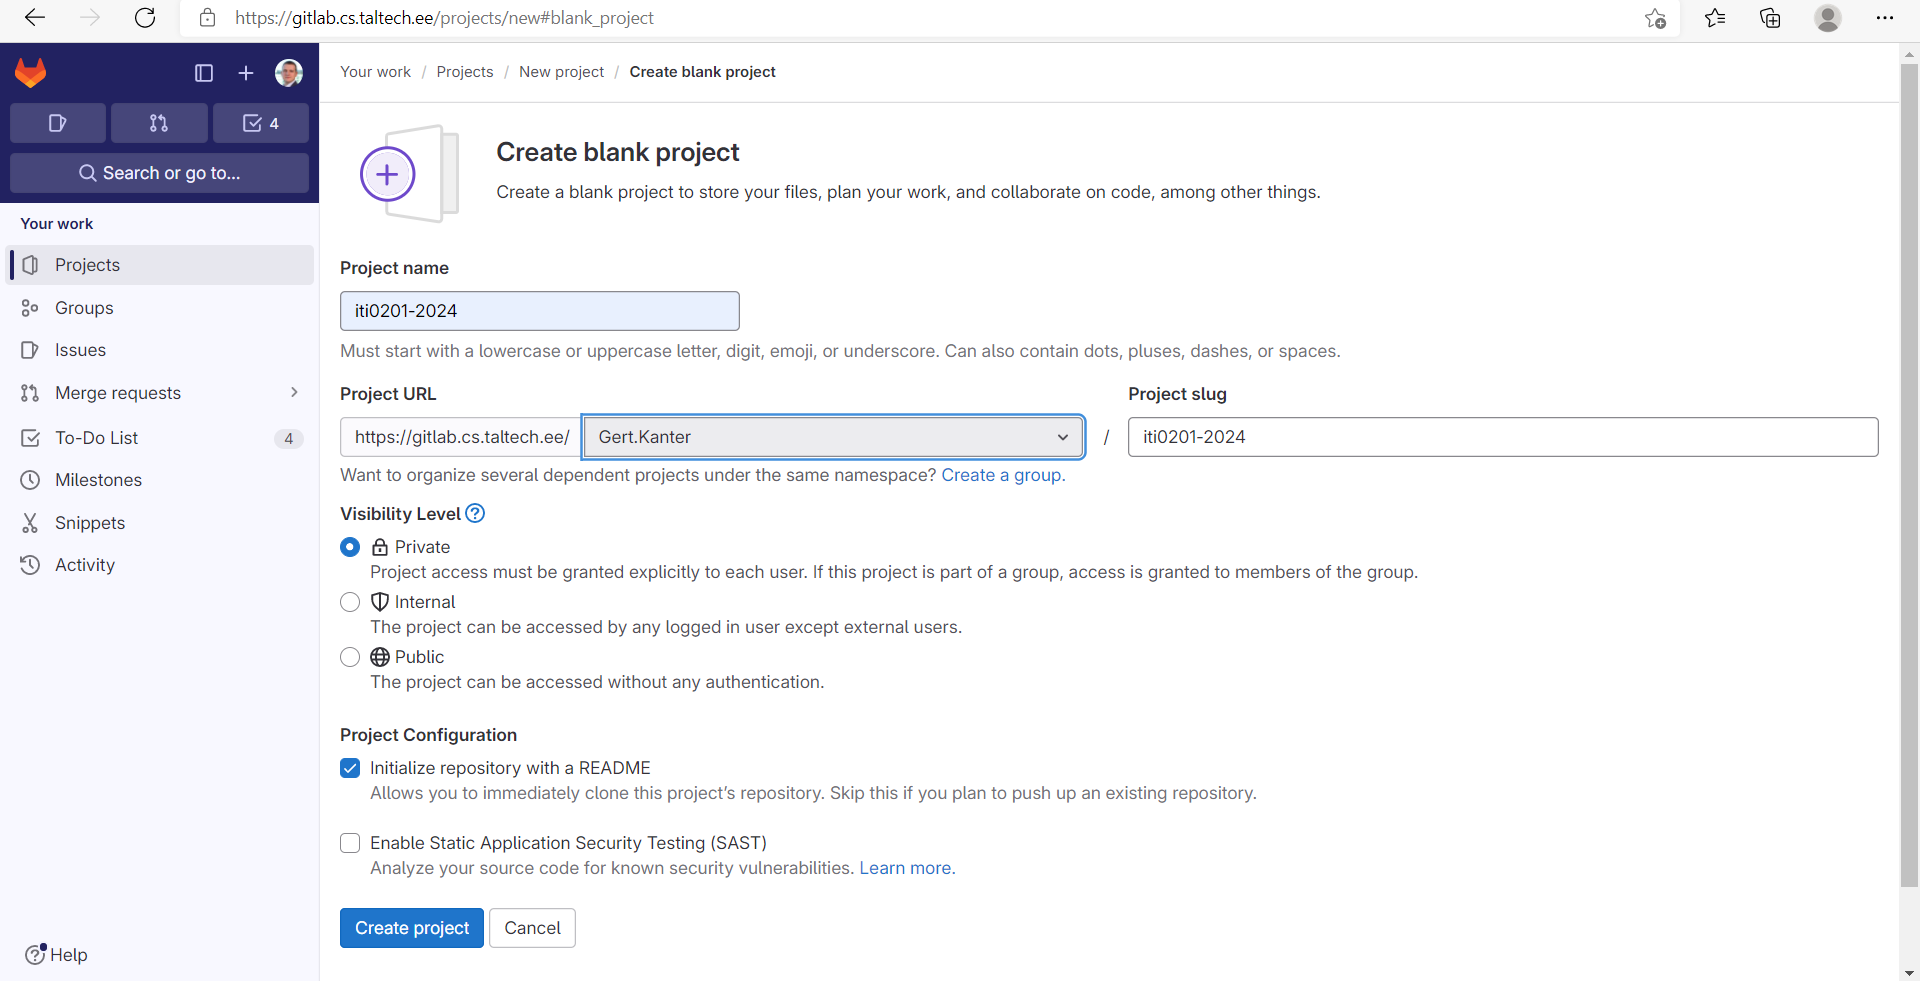 https://gitlab.cs.taltech.ee/projects/new#blank_project
4
Search or go to...
Your work
Projects
Groups
Issues
Merge requests
To-Do List 4
Milestones
Snippets
Activity
Help
Your work / Projects / New project / Create blank project
Create blank project
Create a blank project to store your files, plan your work, and collaborate on code, among other things.
Project name
iti0201-2024
Must start with a lowercase or uppercase letter, digit, emoji, or underscore. Can also contain dots, pluses, dashes, or spaces.
Project URL
https://gitlab.cs.taltech.ee/ Gert.Kanter /
Project slug
iti0201-2024
Want to organize several dependent projects under the same namespace? Create a group.
Visibility Level
Private
Project access must be granted explicitly to each user. If this project is part of a group, access is granted to members of the group.
Internal
The project can be accessed by any logged in user except external users.
Public
The project can be accessed without any authentication.
Project Configuration
Initialize repository with a README
Allows you to immediately clone this project’s repository. Skip this if you plan to push up an existing repository.
Enable Static Application Security Testing (SAST)
Analyze your source code for known security vulnerabilities. Learn more.
Create project
Cancel